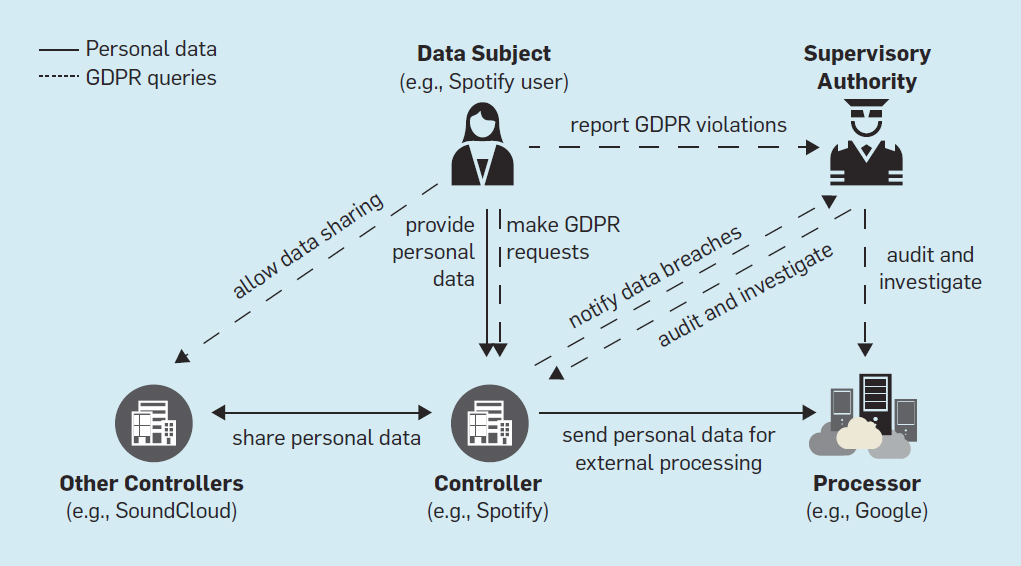 Personal data
GDPR queries
Data Subject
(e.g., Spotify user)
Supervisory
Authority
report GDPR violations
allow data sharing
provide
personal
data
make GDPR
requests
notify data breaches
audit and investigate
audit and
investigate
share personal data
send personal data for
external processing
Other Controllers
(e.g., SoundCloud)
Controller
(e.g., Spotify)
Processor
(e.g., Google)